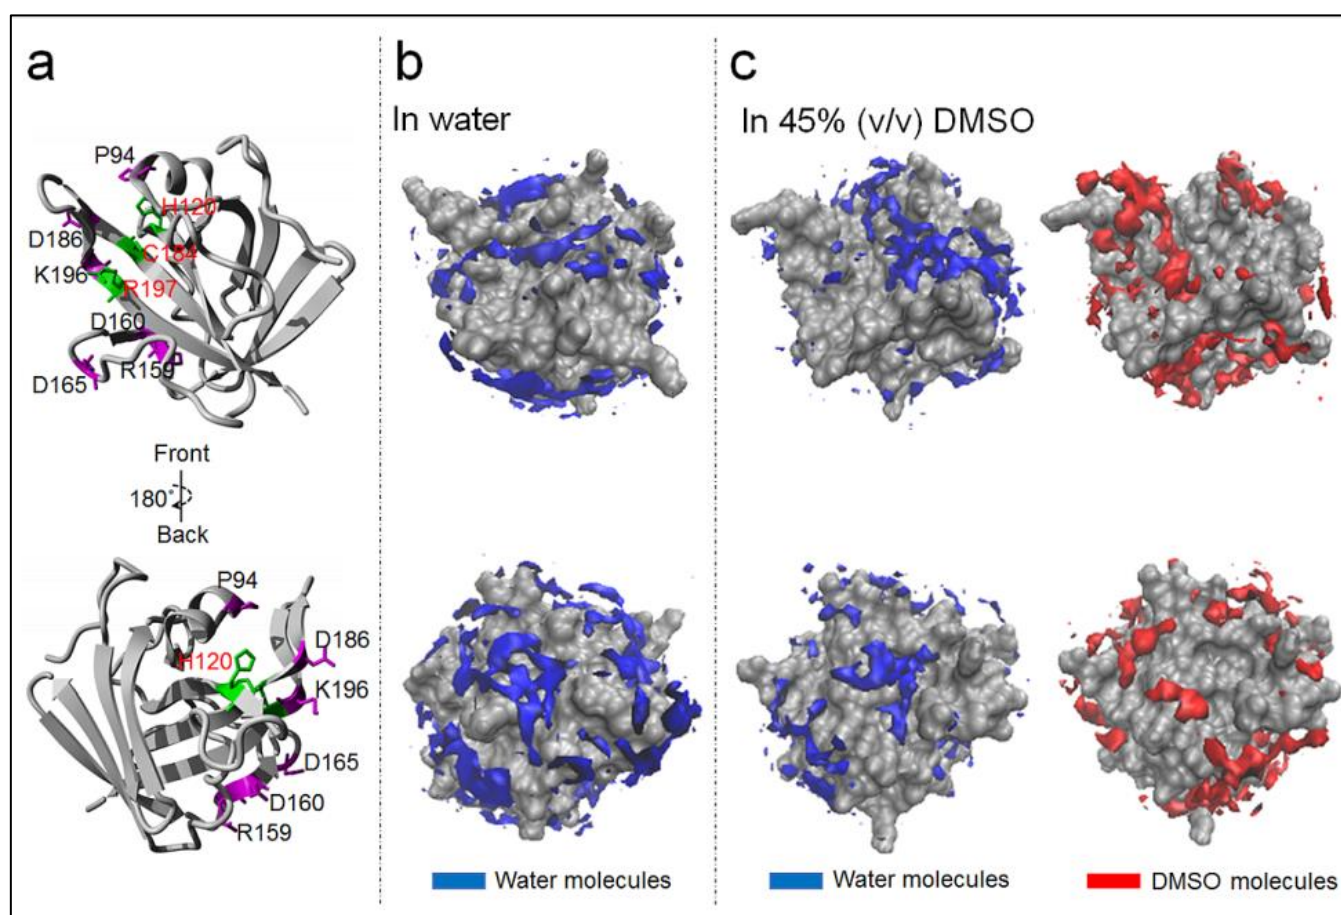 a
b
c
In water
In 45% (v/v) DMSO
P94
H120
D186
C184
K196
R197
D160
R159
D165
Front
180°
Back
P94
D186
H120
K196
D165
D160
R159
Water molecules
Water molecules
DMSO molecules